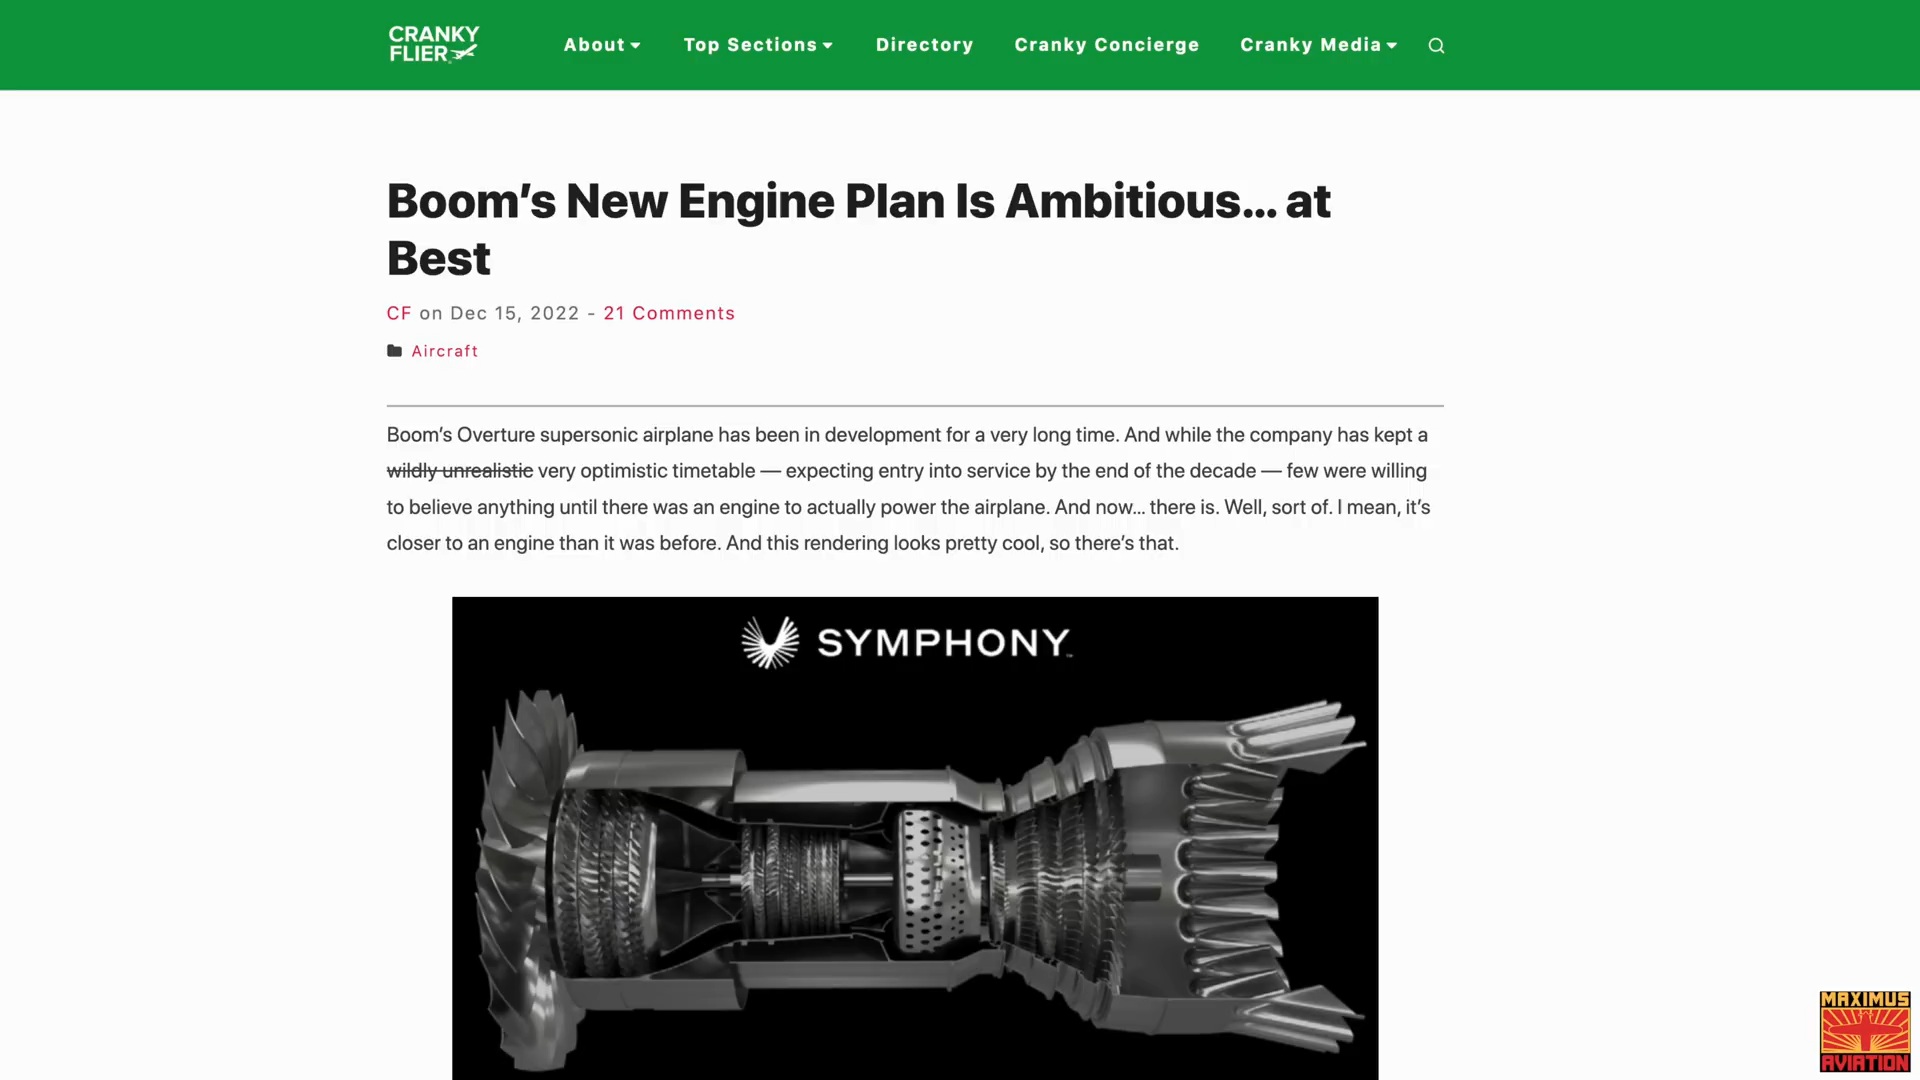 CRANKY
FLIER
About
Top Sections
Directory
Cranky Concierge
Cranky Media
Boom’s New Engine Plan Is Ambitious… at
Best
CF on Dec 15, 2022 - 21 Comments
Aircraft
Boom’s Overture supersonic airplane has been in development for a very long time. And while the company has kept a
wildly unrealistic very optimistic timetable — expecting entry into service by the end of the decade — few were willing
to believe anything until there was an engine to actually power the airplane. And now… there is. Well, sort of. I mean, it’s
closer to an engine than it was before. And this rendering looks pretty cool, so there’s that.
SYMPHONY™
MAXIMUS
AVIATION